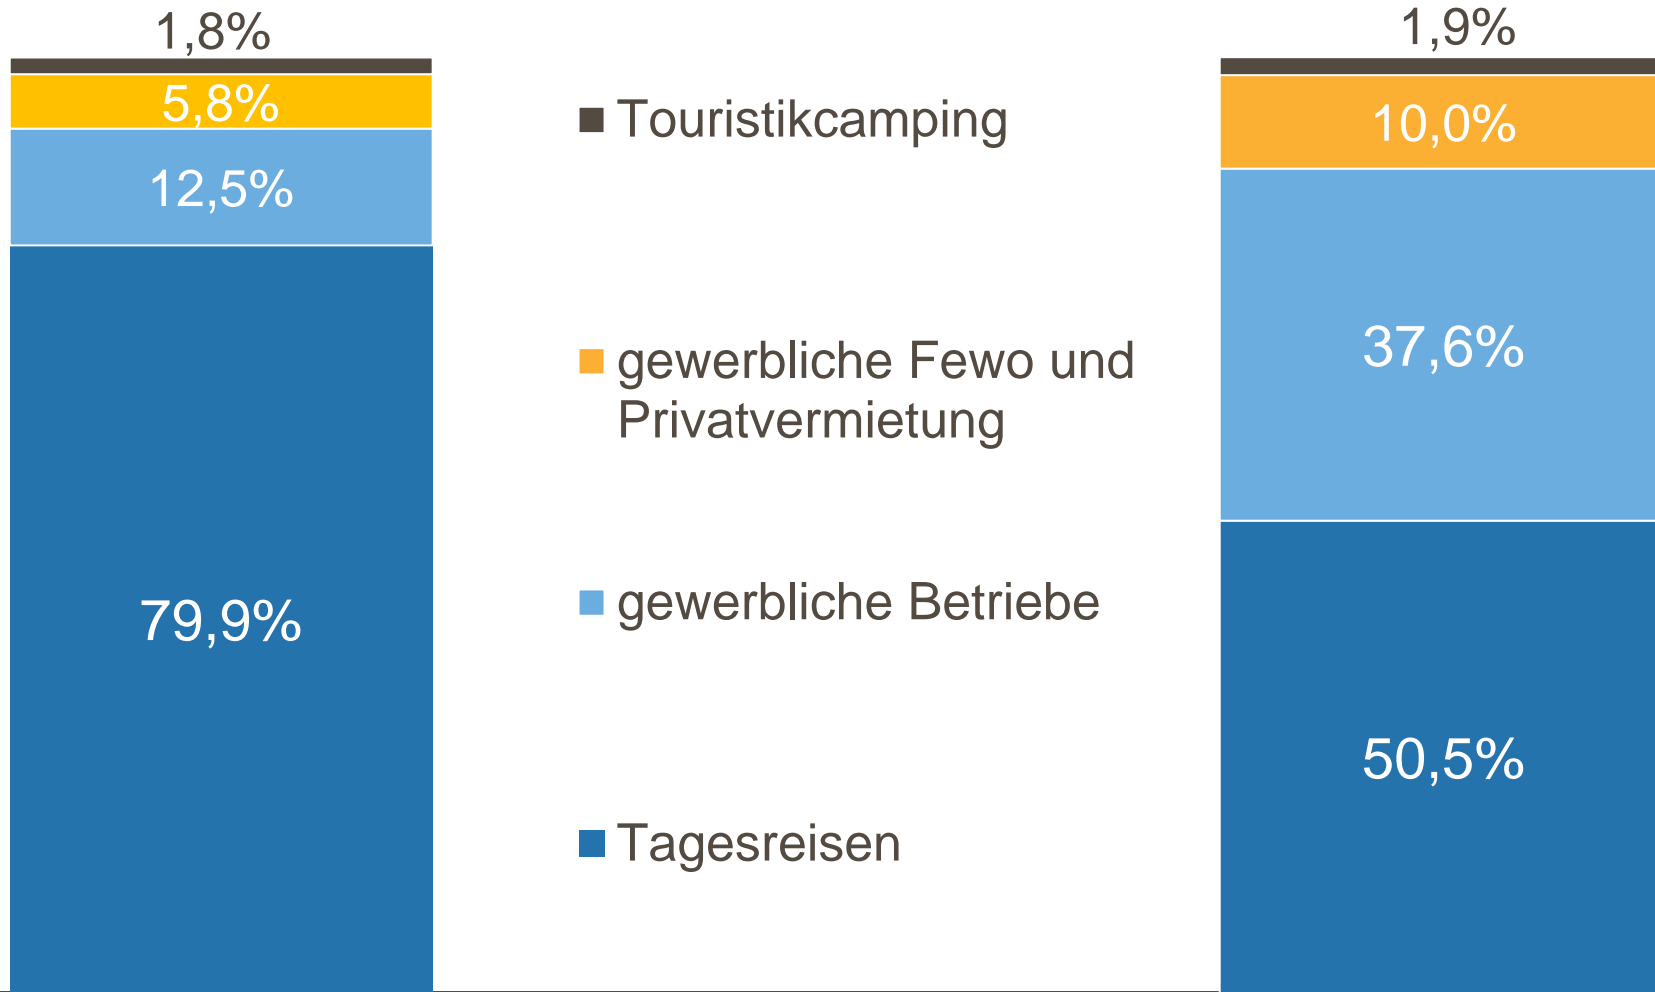 1,8%
5,8%
12,5%
79,9%
Touristikcamping
gewerbliche Fewo und
Privatvermietung
gewerbliche Betriebe
Tagesreisen
1,9%
10,0%
37,6%
50,5%